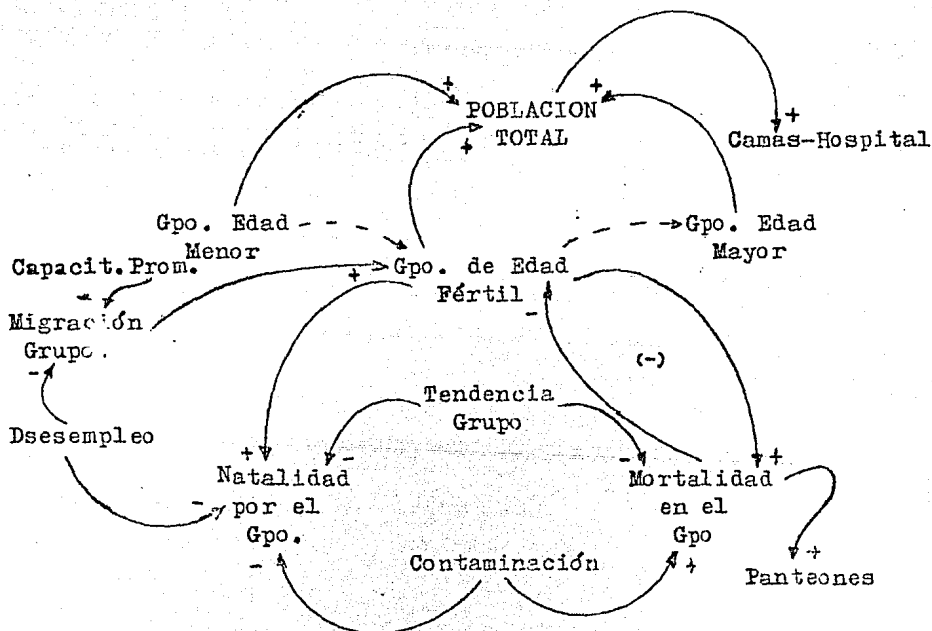 POBLACION
TOTAL
Camas-Hospital
Gpo. Edad
Menor
Gpo. Edad
Mayor
Capacit.Prom.
Gpo. de Edad
Fértil
Migración
Grupo.
(-)
Tendencia
Grupo
Dsesempleo
Natalidad
por el
Gpo.
Mortalidad
en el
Gpo
Contaminación
Panteones
+
+
+
+
+
-
-
-
+
-
-
-
-
+
+
+